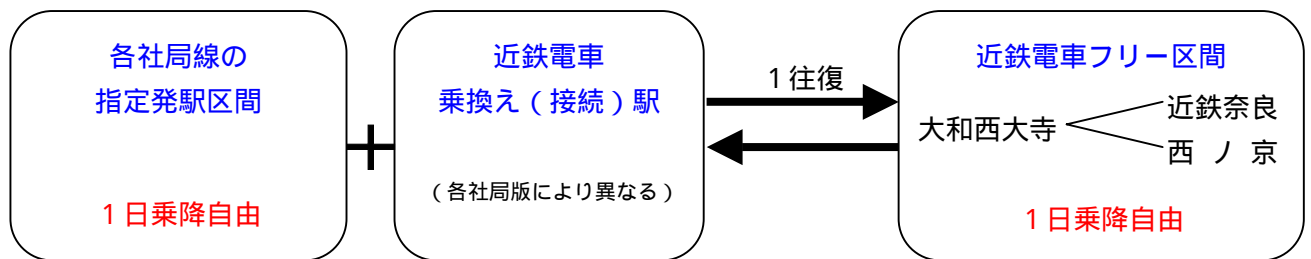 各社局線の
指定発駅区間
1日乗降自由
近鉄電車
乗換え（接続）駅
（各社局版により異なる）
1往復
近鉄電車フリー区間
大和西大寺
近鉄奈良
西ノ京
1日乗降自由